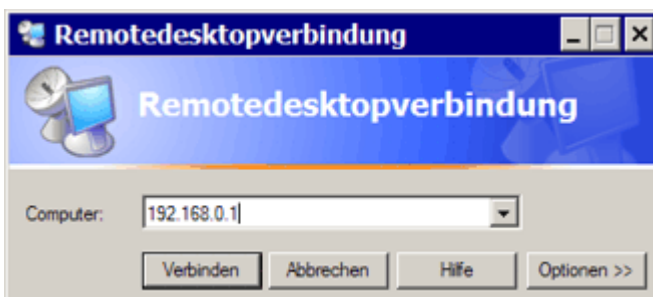 Remotedesktopverbindung
Remotedesktopverbindung
Computer: 192.168.0.1
Verbinden Abbrechen Hilfe Optionen >>